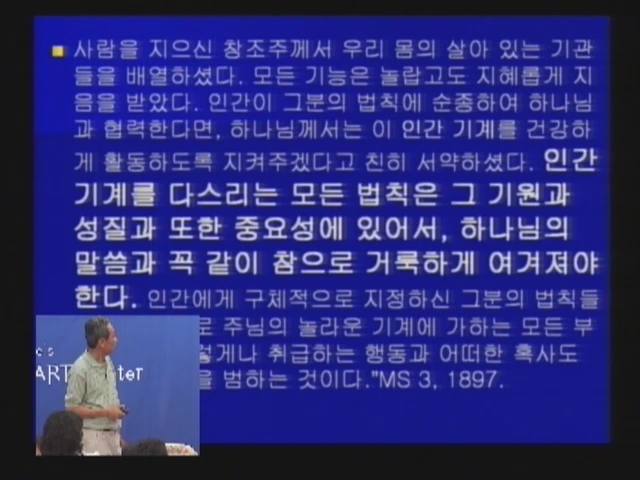 사람을 지으신 창조주께서 우리 몸의 살아 있는 기관
들을 배열하셨다. 모든 기능은 놀랍고도 지혜롭게 지
음을 받았다. 인간이 그분의 법칙에 순종하여 하나님
과 협력한다면, 하나님께서는 이 인간 기계를 건강하
게 활동하도록 지켜주겠다고 친히 서약하셨다. 인간
기계를 다스리는 모든 법칙은 그 기원과
성질과 또한 중요성에 있어서, 하나님의
말씀과 꼭 같이 참으로 거룩하게 여겨져야
한다. 인간에게 구체적으로 지정하신 그분의 법칙들
로 주님의 놀라운 기계에 가하는 모든 부
렇게나 취급하는 행동과 어떠한 혹사도
을 범하는 것이다."MS 3, 1897.
cs
ART ter